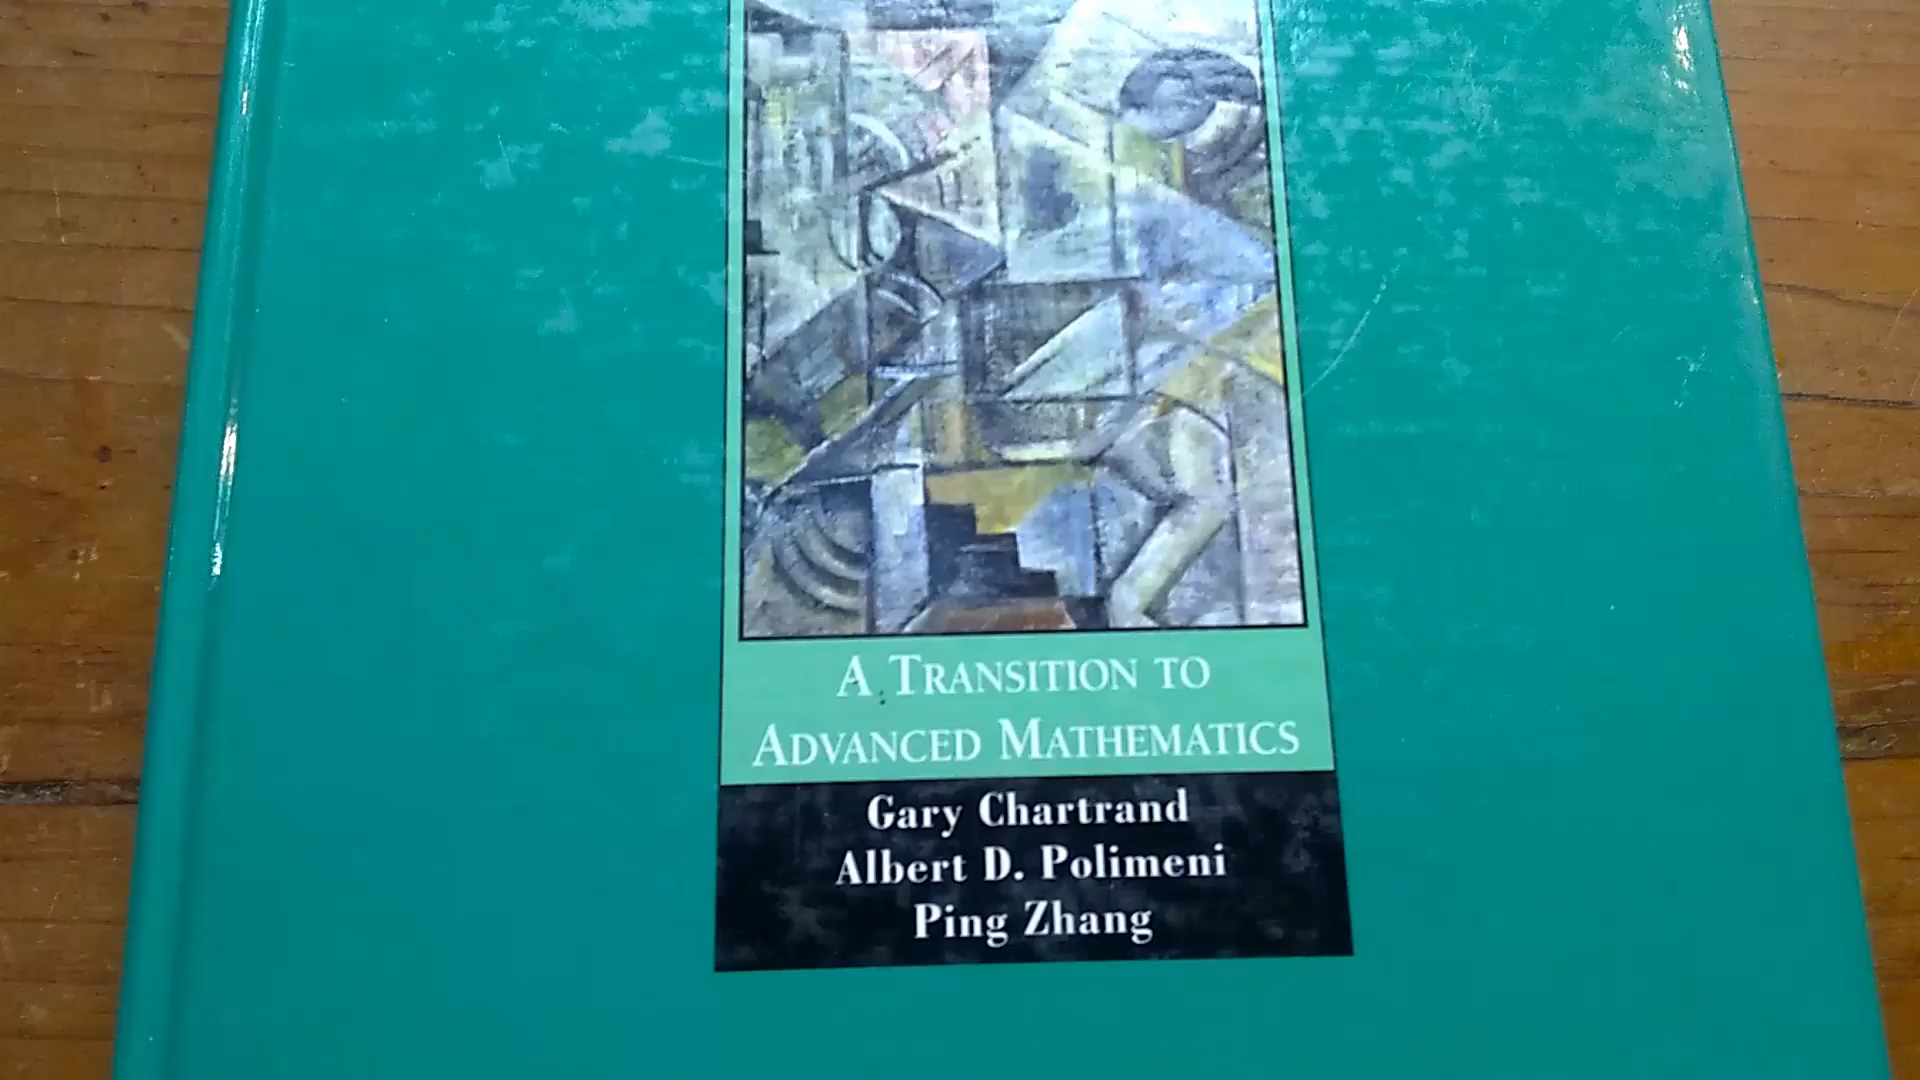 A TRANSITION TO
ADVANCED MATHEMATICS
Gary Chartrand
Albert D. Polimeni
Ping Zhang